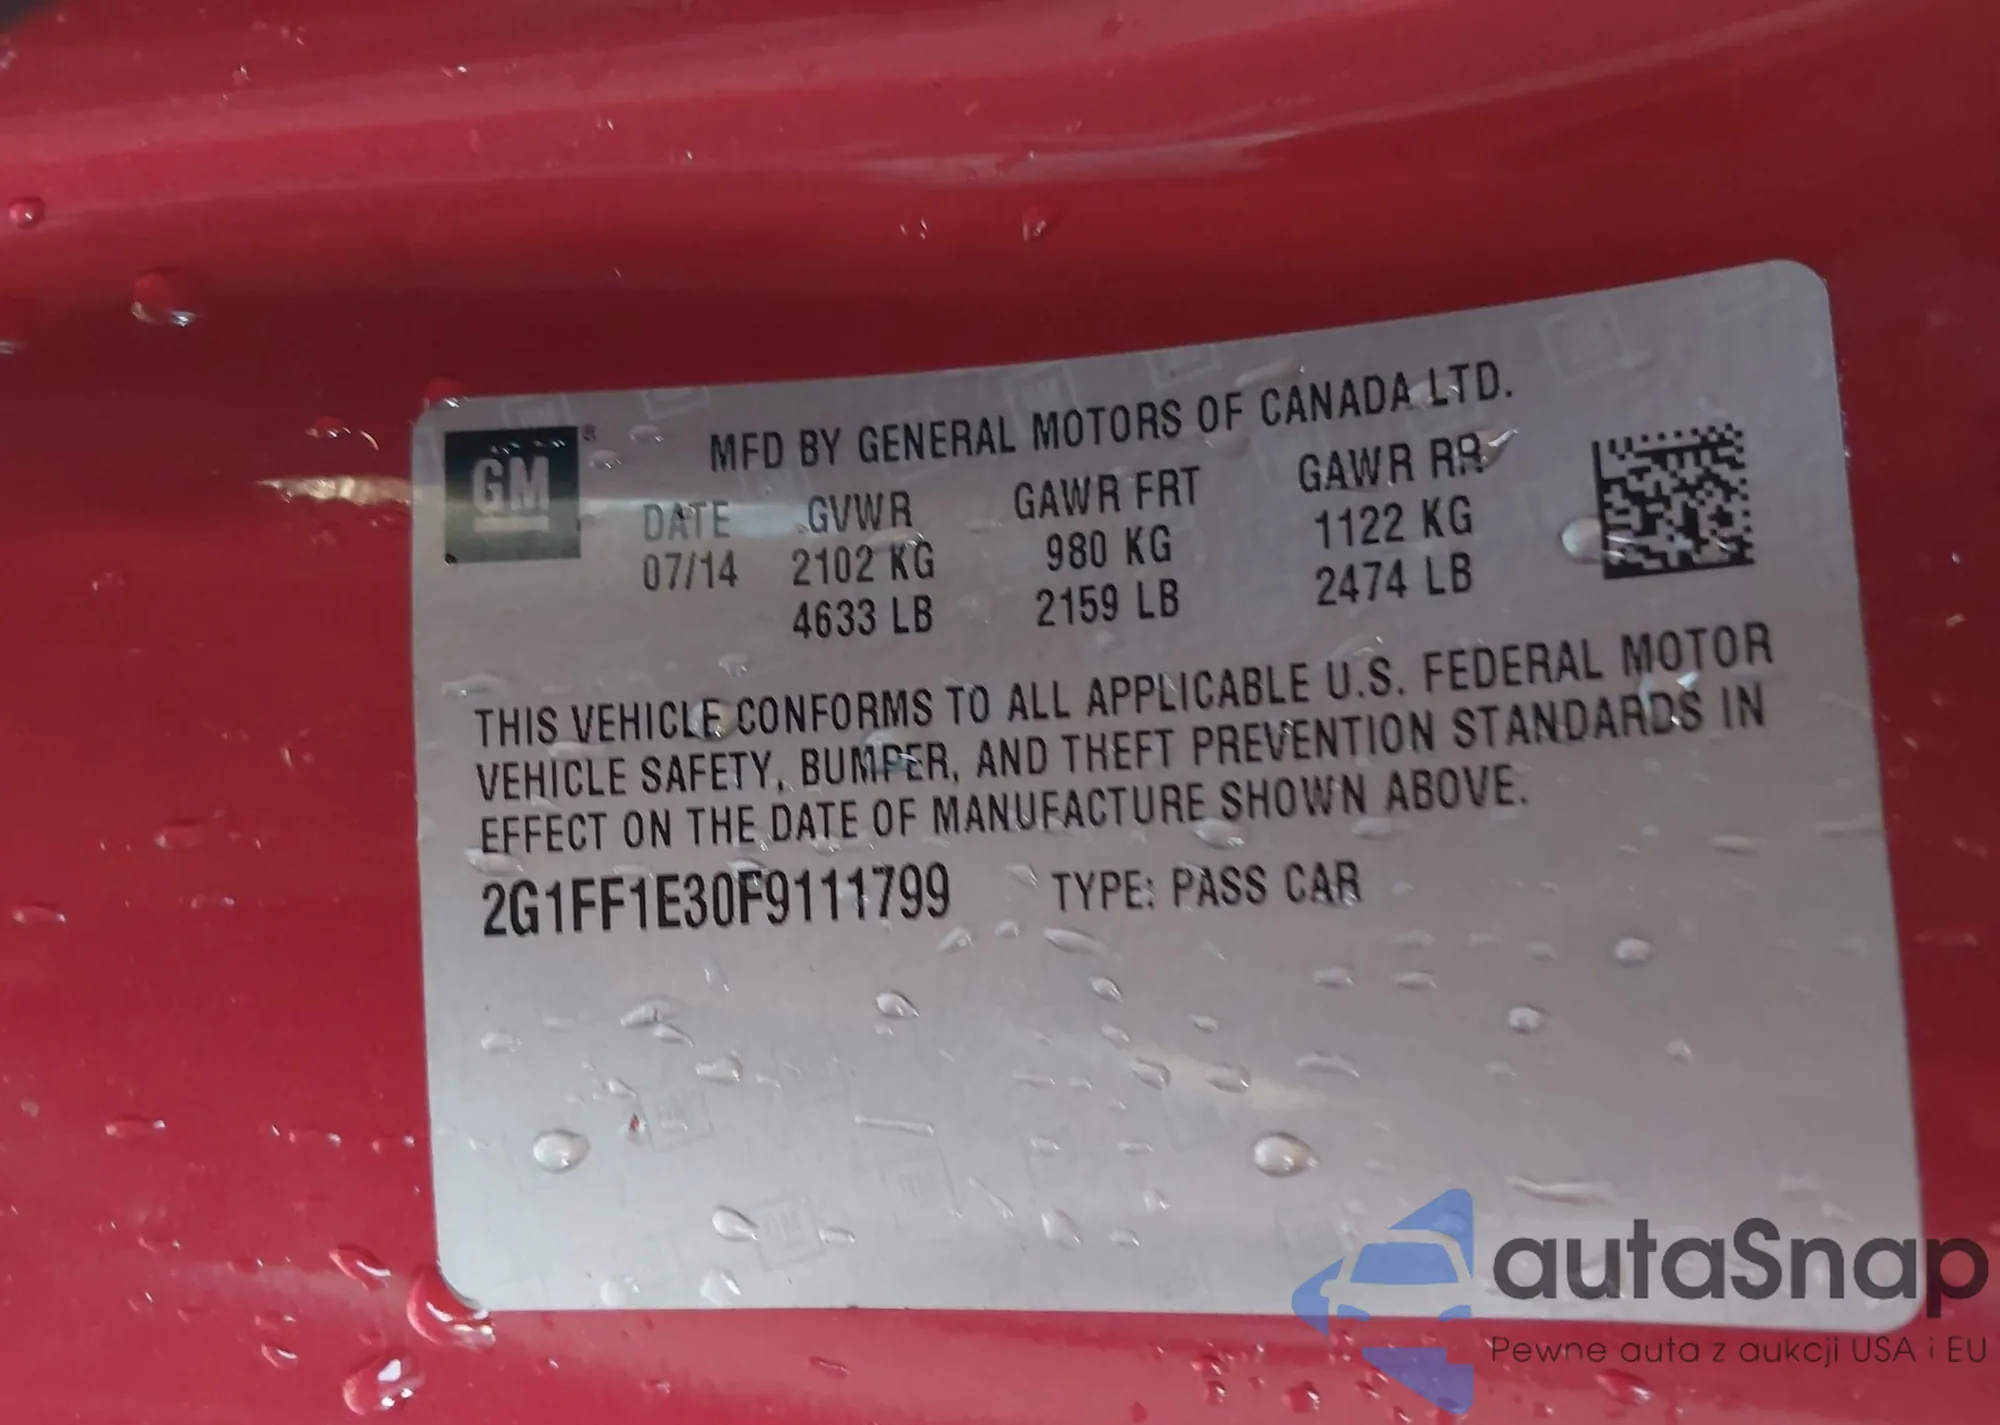 GM®
MFD BY GENERAL MOTORS OF CANADA LTD.
DATE GVWR GAWR FRT GAWR RR
07/14 2102 KG 980 KG 1122 KG
4633 LB 2159 LB 2474 LB
THIS VEHICLE CONFORMS TO ALL APPLICABLE U.S. FEDERAL MOTOR
VEHICLE SAFETY, BUMPER, AND THEFT PREVENTION STANDARDS IN
EFFECT ON THE DATE OF MANUFACTURE SHOWN ABOVE.
2G1FF1E30F9111799 TYPE: PASS CAR
autaSnap
Pewne auta z aukcji USA i EU